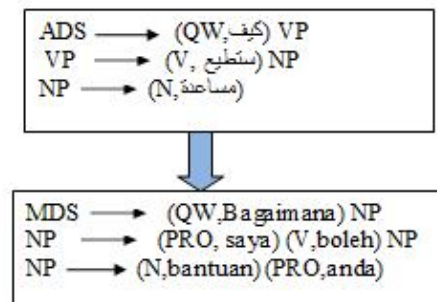 ADS → (QW,كيف) VP
VP → (V, ستطيع) NP
NP → (N,مساعدة)
MDS → (QW,Bagaimana) NP
NP → (PRO, saya) (V,boleh) NP
NP → (N,bantuan) (PRO,anda)